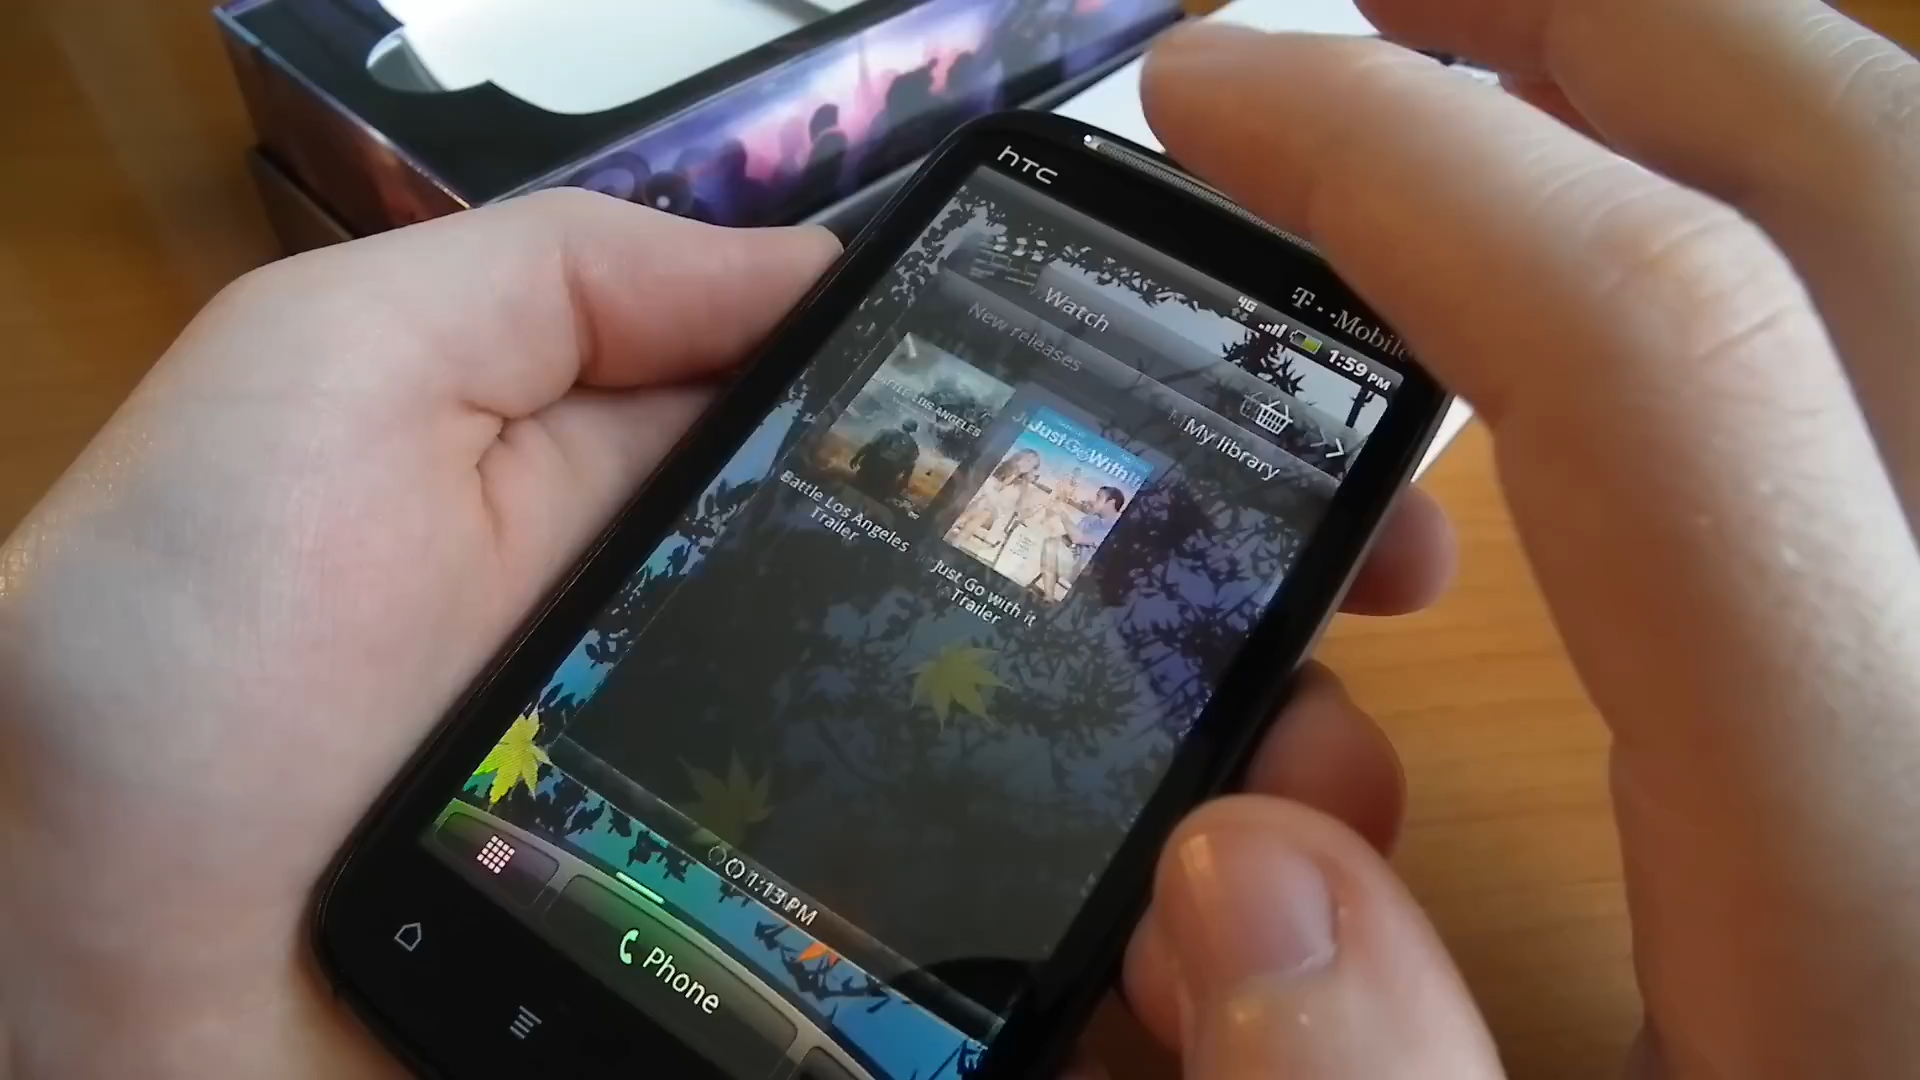 hTC
T··Mobile
4G
1:59 PM
Watch
New releases
My library
BATTLE LOS ANGELES
Just Go With It
Battle Los Angeles
Trailer
Just Go with it
Trailer
1:13 PM
Phone